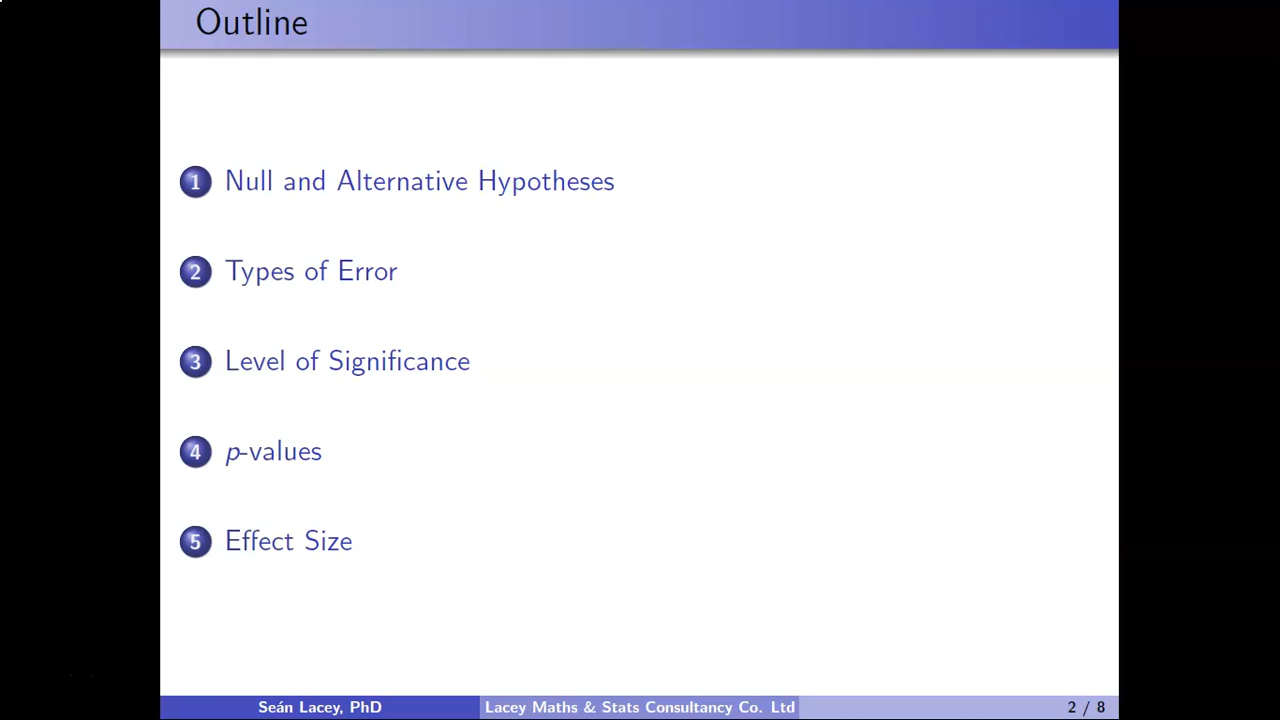 Outline
1 Null and Alternative Hypotheses
2 Types of Error
3 Level of Significance
4 p-values
5 Effect Size
Seán Lacey, PhD Lacey Maths & Stats Consultancy Co. Ltd 2 / 8